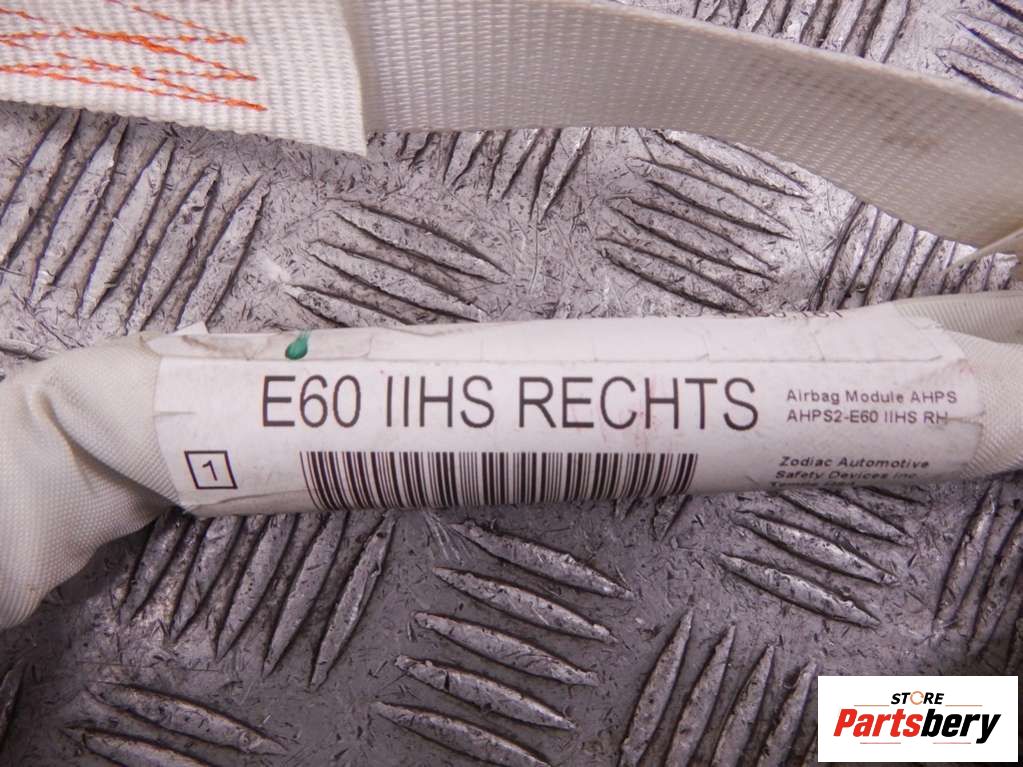 E60 IIHS RECHTS
Airbag Module AHPS
AHPS2-E60 IIHS RH
1
Zodiac Automotive
Safety Devices Inc
STORE
Partsbery